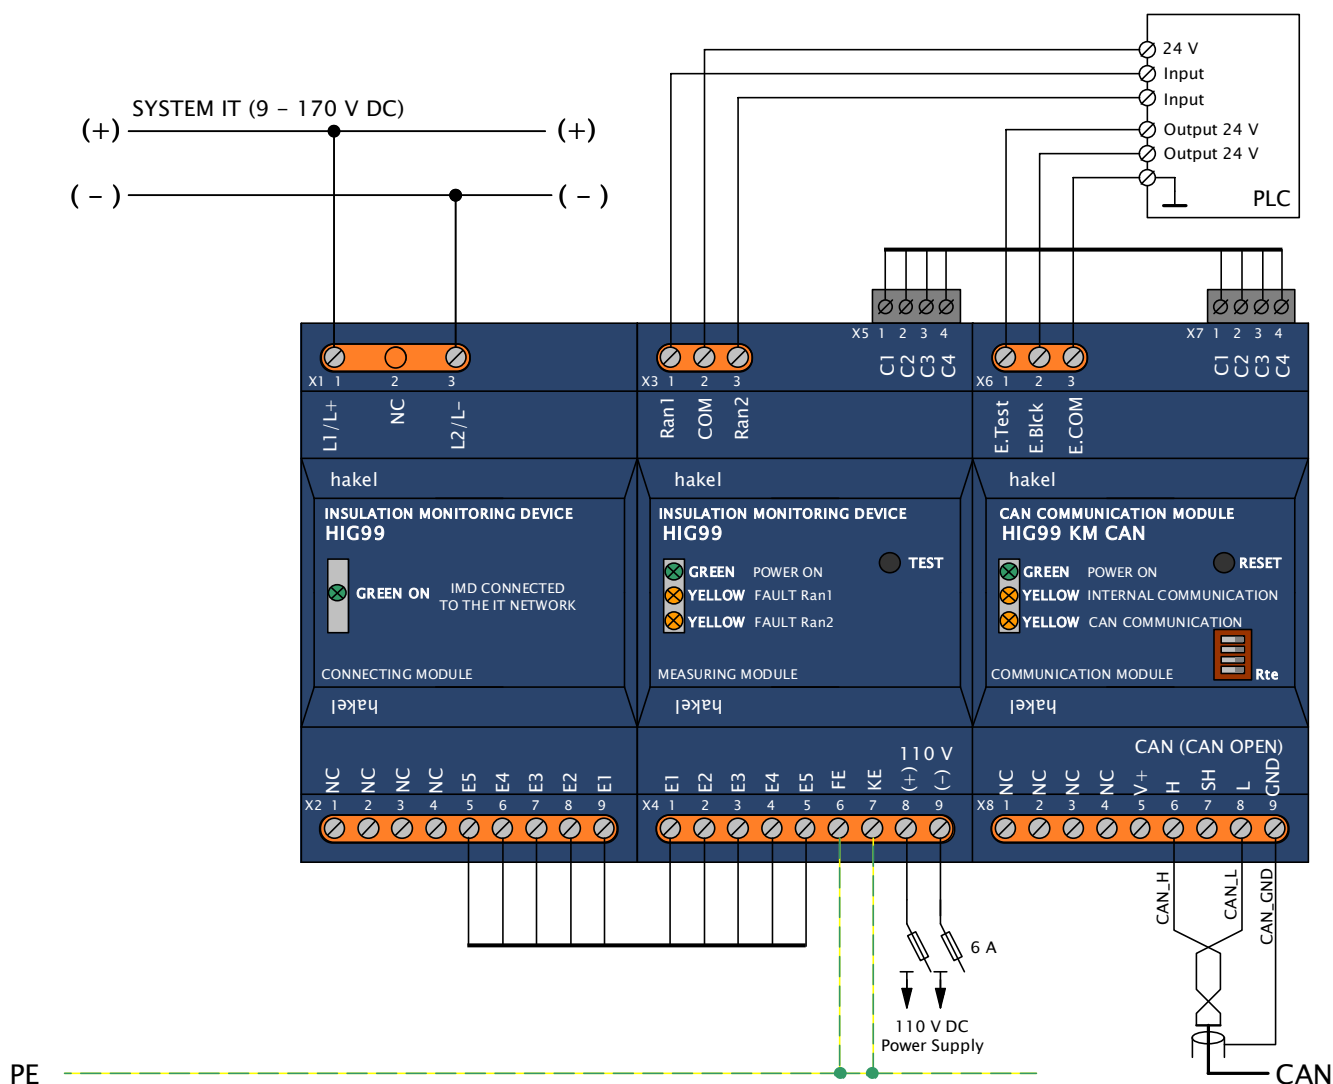 24 V
Input
Input
Output 24 V
Output 24 V
PLC
SYSTEM IT (9 – 170 V DC)
(+) (+)
( – ) ( – )
X1 1 2 3
L1/L+ NC L2/L-
X3 1 2 3
Ran1 COM Ran2
X5 1 2 3 4
C1 C2 C3 C4
X6 1 2 3
E.Test E.Blck E.COM
X7 1 2 3 4
C1 C2 C3 C4
hakel
INSULATION MONITORING DEVICE
HIG99
GREEN ON IMD CONNECTED
TO THE IT NETWORK
CONNECTING MODULE
hakel
hakel
INSULATION MONITORING DEVICE
HIG99
TEST
GREEN POWER ON
YELLOW FAULT Ran1
YELLOW FAULT Ran2
MEASURING MODULE
hakel
hakel
CAN COMMUNICATION MODULE
HIG99 KM CAN
RESET
GREEN POWER ON
YELLOW INTERNAL COMMUNICATION
YELLOW CAN COMMUNICATION
COMMUNICATION MODULE
Rte
hakel
NC NC NC NC E5 E4 E3 E2 E1
X2 1 2 3 4 5 6 7 8 9
110 V
E1 E2 E3 E4 E5 FE KE (+) (-)
X4 1 2 3 4 5 6 7 8 9
CAN (CAN OPEN)
NC NC NC NC V+ H SH L GND
X8 1 2 3 4 5 6 7 8 9
CAN_H
CAN_L
CAN_GND
6 A
110 V DC
Power Supply
PE
CAN